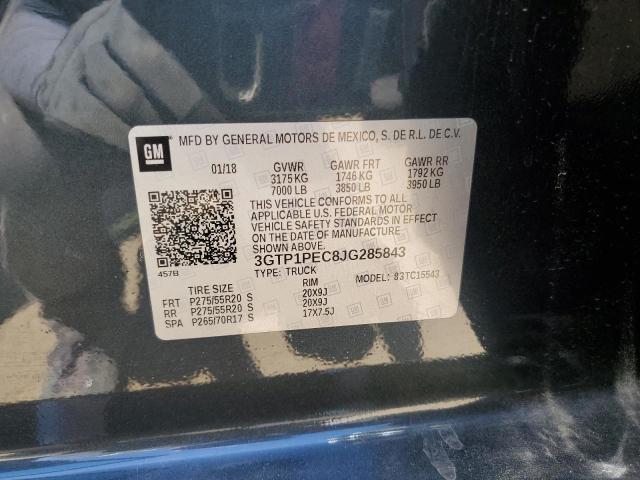 GM
MFD BY GENERAL MOTORS DE MEXICO, S. DE R.L. DE C.V.
01/18 GVWR GAWR FRT GAWR RR
3175 KG 1746 KG 1792 KG
7000 LB 3850 LB 3950 LB
THIS VEHICLE CONFORMS TO ALL
APPLICABLE U.S. FEDERAL MOTOR
VEHICLE SAFETY STANDARDS IN EFFECT
ON THE DATE OF MANUFACTURE
SHOWN ABOVE.
457B
3GTP1PEC8JG285843
TYPE: TRUCK MODEL: 83TC15543
TIRE SIZE RIM
FRT P275/55R20 S 20X9J
RR P275/55R20 S 20X9J
SPA P265/70R17 S 17X7.5J